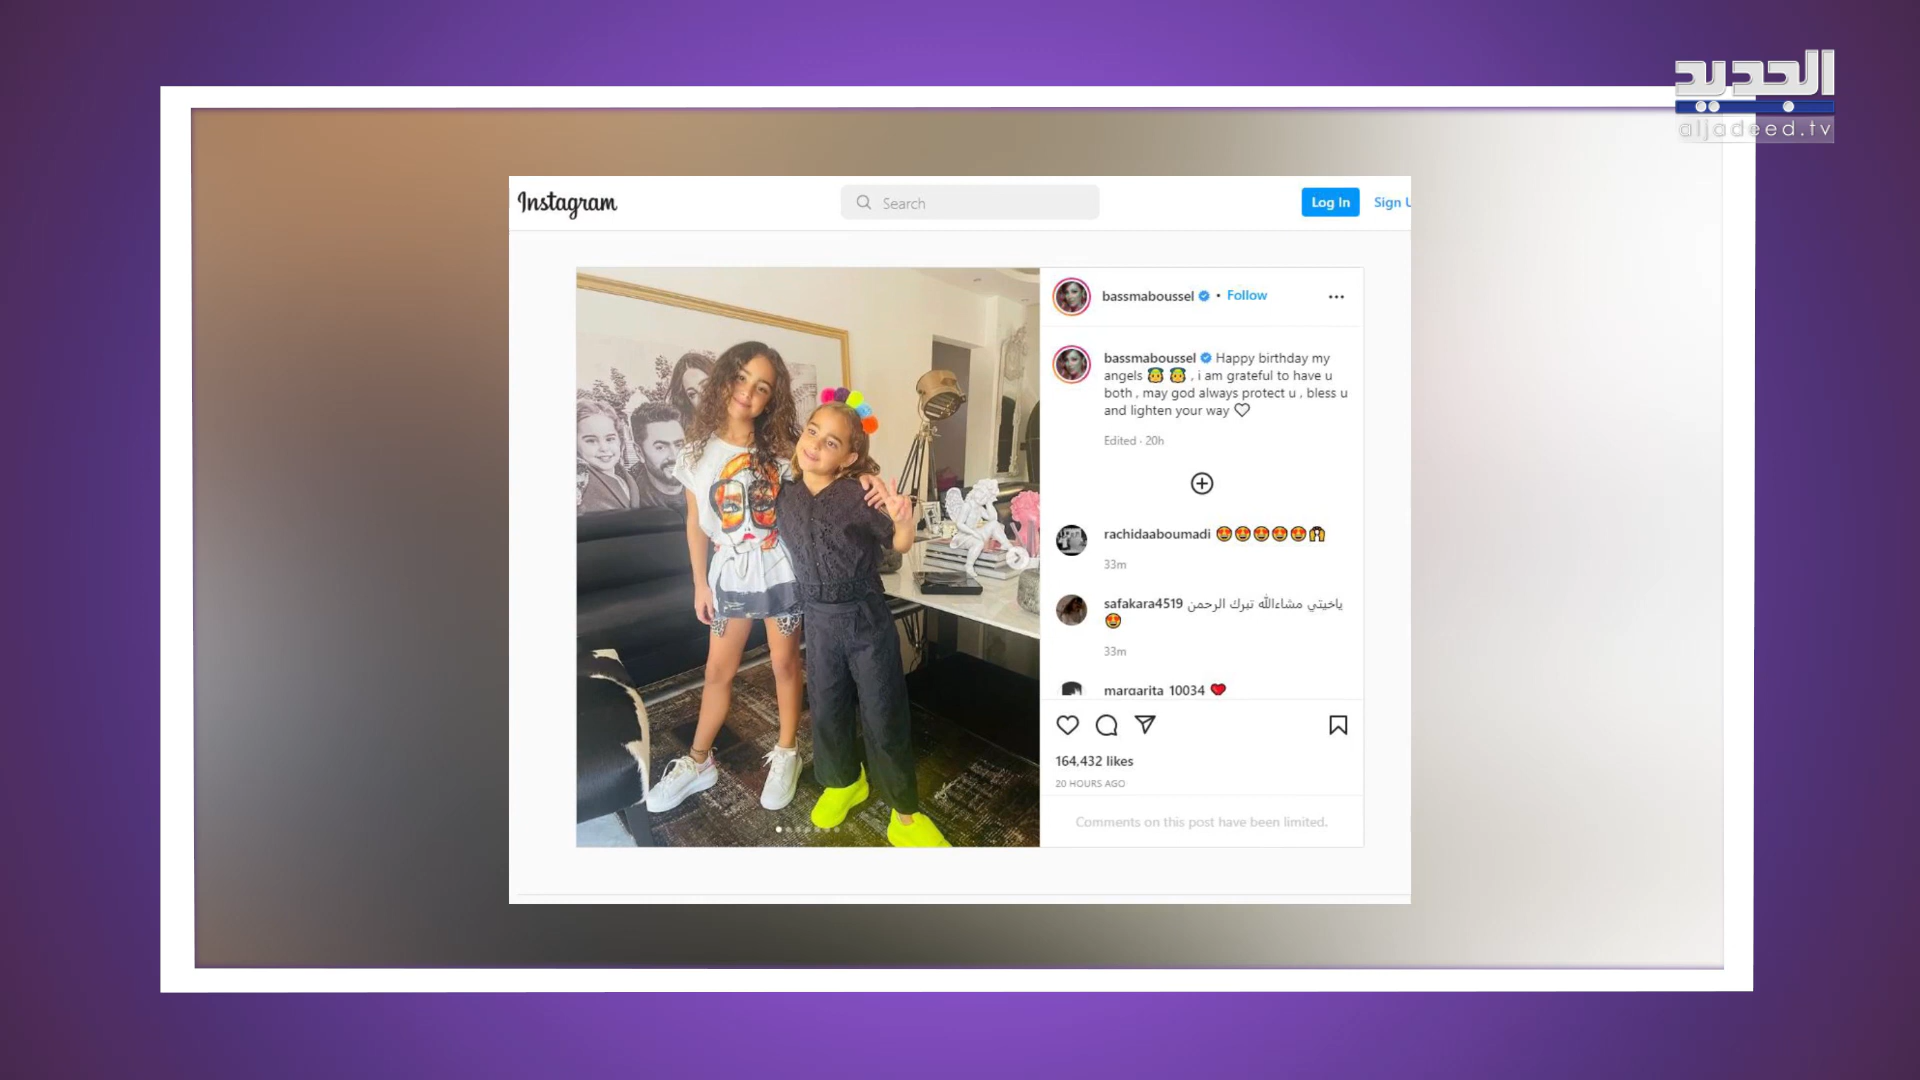 الجديد
aljadeed.tv
Instagram
Search
Log In
Sign U
bassmaboussel • Follow
bassmaboussel Happy birthday my
angels 👼 👼 , i am grateful to have u
both , may god always protect u , bless u
and lighten your way ♡
Edited · 20h
rachidaaboumadi 😍😍😍😍😍🙈
33m
safakara4519 ياخيتي مشاءالله تبرك الرحمن
😍
33m
margarita_10034 ❤️
164,432 likes
20 HOURS AGO
Comments on this post have been limited.